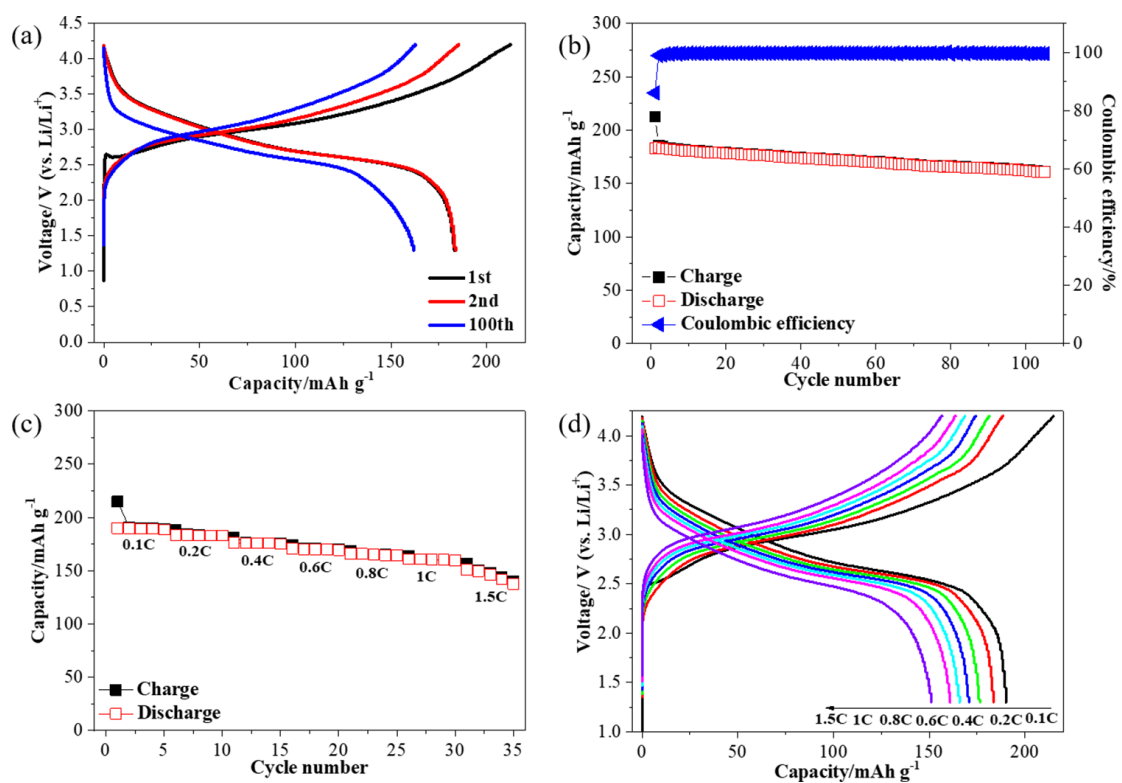 (a)
4.5
4.0
3.5
3.0
2.5
2.0
1.5
1.0
0.5
0.0
Voltage/ V (vs. Li/Li⁺)
1st
2nd
100th
0 50 100 150 200
Capacity/mAh g⁻¹
(b)
300
250
200
150
100
50
0
Capacity/mAh g⁻¹
100
80
60
40
20
0
Coulombic efficiency/%
Charge
Discharge
Coulombic efficiency
0 20 40 60 80 100
Cycle number
(c)
300
250
200
150
100
50
0
Capacity/mAh g⁻¹
0.1C 0.2C 0.4C 0.6C 0.8C 1C 1.5C
Charge
Discharge
0 5 10 15 20 25 30 35
Cycle number
(d)
4.0
3.5
3.0
2.5
2.0
1.5
1.0
Voltage/ V (vs. Li/Li⁺)
1.5C 1C 0.8C 0.6C 0.4C 0.2C 0.1C
0 50 100 150 200
Capacity/mAh g⁻¹